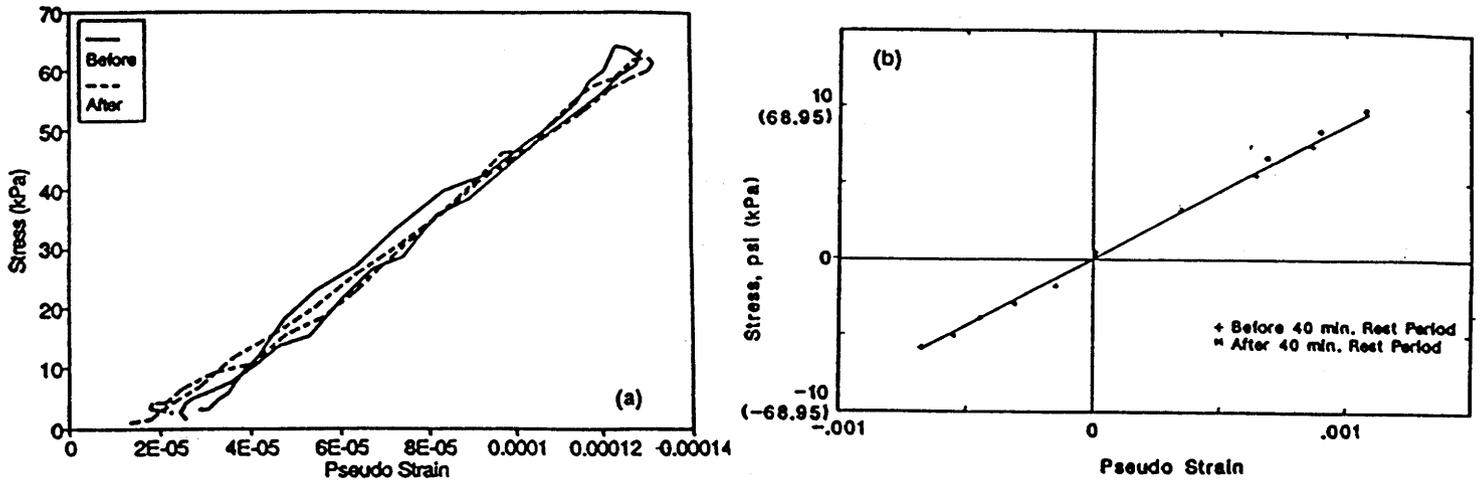 70
60
50
40
30
20
10
0
Stress (kPa)
Before
After
(a)
0
2E-05
4E-05
6E-05
8E-05
0.0001
0.00012
-0.00014
Pseudo Strain
(b)
10
(68.95)
0
-10
(-68.95)
Stress, psi (kPa)
+ Before 40 min. Rest Period
× After 40 min. Rest Period
-.001
0
.001
Pseudo Strain